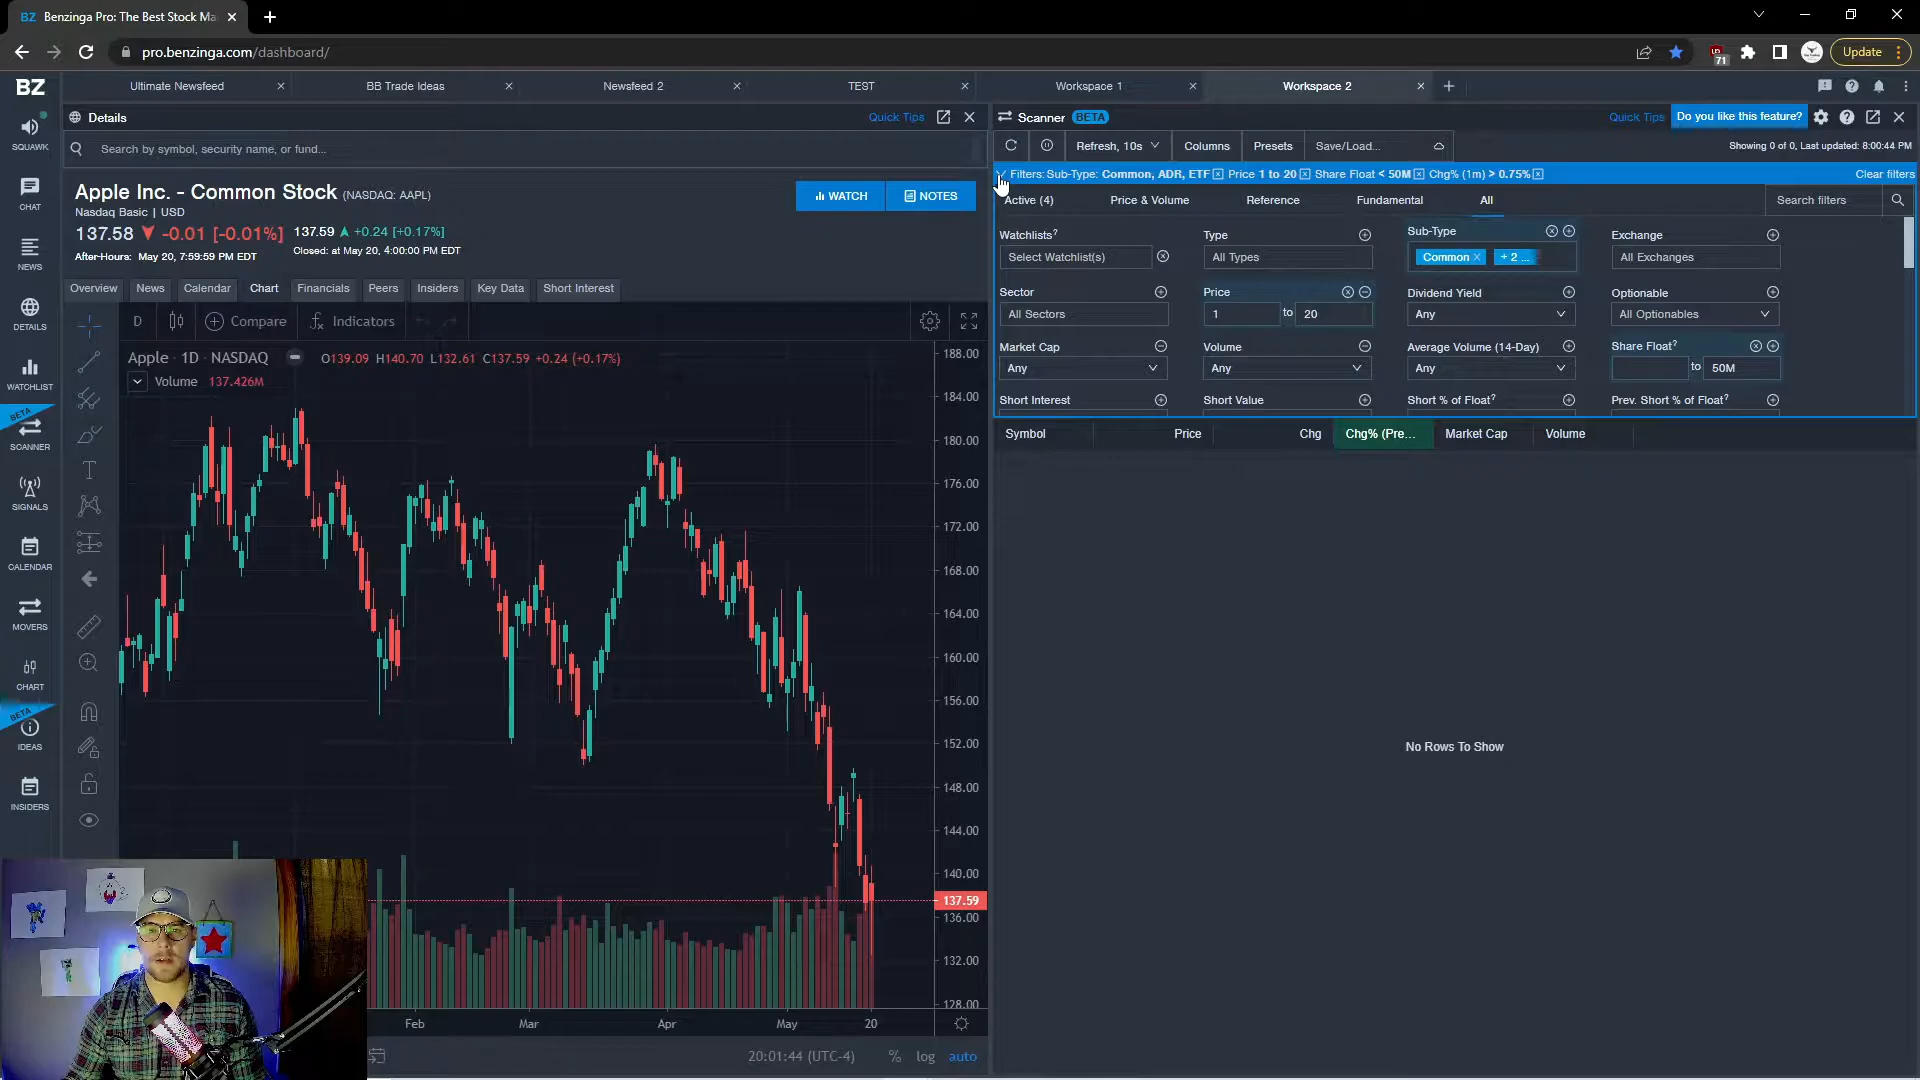 BZ Benzinga Pro: The Best Stock Ma
pro.benzinga.com/dashboard/
71
Update
BZ
Ultimate Newsfeed
BB Trade Ideas
Newsfeed 2
TEST
Workspace 1
Workspace 2
SQUAWK
CHAT
NEWS
DETAILS
WATCHLIST
BETA
SCANNER
SIGNALS
CALENDAR
MOVERS
CHART
BETA
IDEAS
INSIDERS
Details
Quick Tips
Search by symbol, security name, or fund...
Apple Inc. - Common Stock (NASDAQ: AAPL)
Nasdaq Basic | USD
137.58 -0.01 [-0.01%] 137.59 +0.24 [+0.17%]
Closed: at May 20, 4:00:00 PM EDT
After-Hours: May 20, 7:59:59 PM EDT
WATCH
NOTES
Overview News Calendar Chart Financials Peers Insiders Key Data Short Interest
D Compare Indicators
Apple · 1D · NASDAQ O139.09 H140.70 L132.61 C137.59 +0.24 (+0.17%)
Volume 137.426M
188.00
184.00
180.00
176.00
172.00
168.00
164.00
160.00
156.00
152.00
148.00
144.00
140.00
137.59
136.00
132.00
128.00
Feb Mar Apr May 20
20:01:44 (UTC-4) % log auto
Scanner BETA
Quick Tips
Do you like this feature?
Refresh, 10s Columns Presets Save/Load...
Showing 0 of 0, Last updated: 8:00:44 PM
Filters: Sub-Type: Common, ADR, ETF Price 1 to 20 Share Float < 50M Chg% (1m) > 0.75%
Clear filters
Active (4) Price & Volume Reference Fundamental All
Search filters
Watchlists? Type Sub-Type Exchange
Select Watchlist(s) All Types Common + 2 ... All Exchanges
Sector Price Dividend Yield Optionable
All Sectors 1 to 20 Any All Optionables
Market Cap Volume Average Volume (14-Day) Share Float?
Any Any Any to 50M
Short Interest Short Value Short % of Float? Prev. Short % of Float?
Symbol Price Chg Chg% (Pre... Market Cap Volume
No Rows To Show